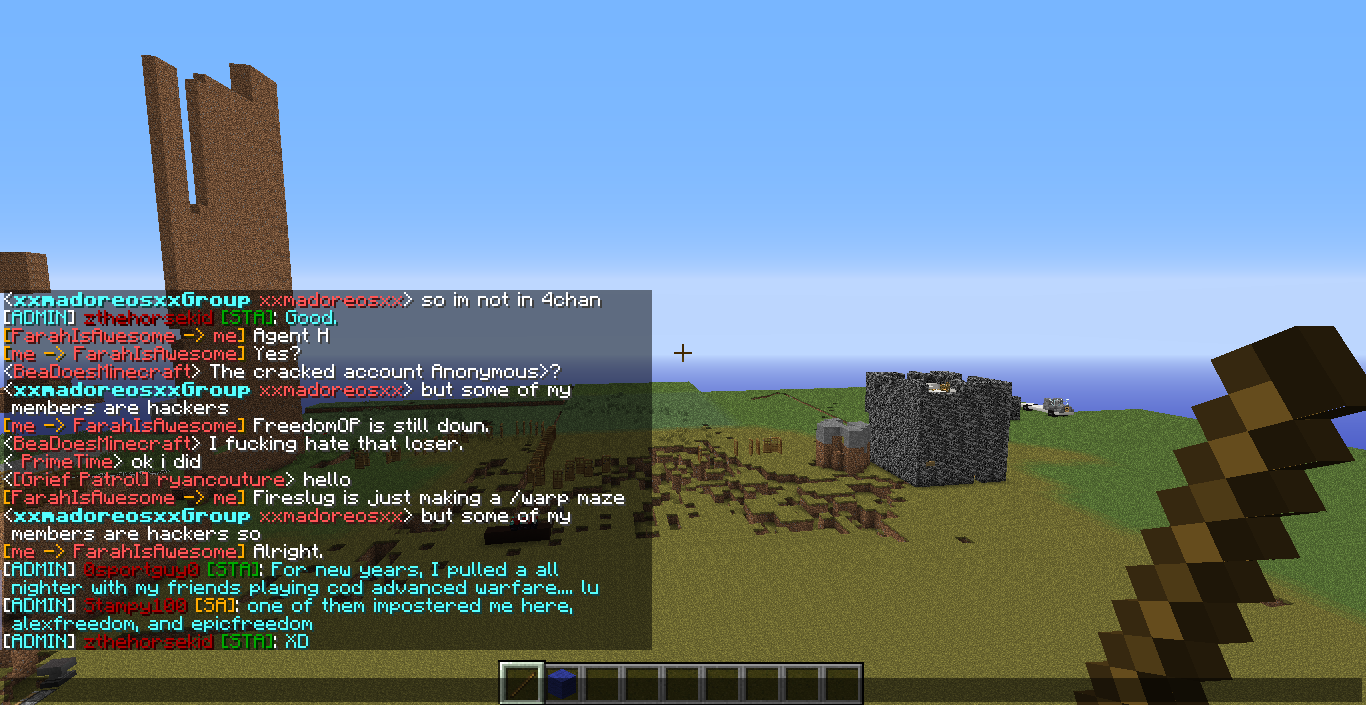 <xxmadoreosxxGroup xxmadoreosxx> so im not in 4chan
[ADMIN] zthehorsekid [STA]: Good.
[FarahIsAwesome -> me] Agent M
[me -> FarahIsAwesome] Yes?
<BeaDoesMinecraft> The cracked account Anonymous>?
<xxmadoreosxxGroup xxmadoreosxx> but some of my
members are hackers
[me -> FarahIsAwesome] FreedomOP is still down.
<BeaDoesMinecraft> I fucking hate that loser.
< PrimeTime> ok i did
<[Grief Patrol] ryancouture> hello
[FarahIsAwesome -> me] Fireslug is just making a /warp maze
<xxmadoreosxxGroup xxmadoreosxx> but some of my
members are hackers so
[me -> FarahIsAwesome] Alright.
[ADMIN] 0sportguy0 [STA]: For new years, I pulled a all
nighter with my friends playing cod advanced warfare.... lu
[ADMIN] Stampy100 [SA]: one of them impostered me here,
alexfreedom, and epicfreedom
[ADMIN] zthehorsekid [STA]: XD